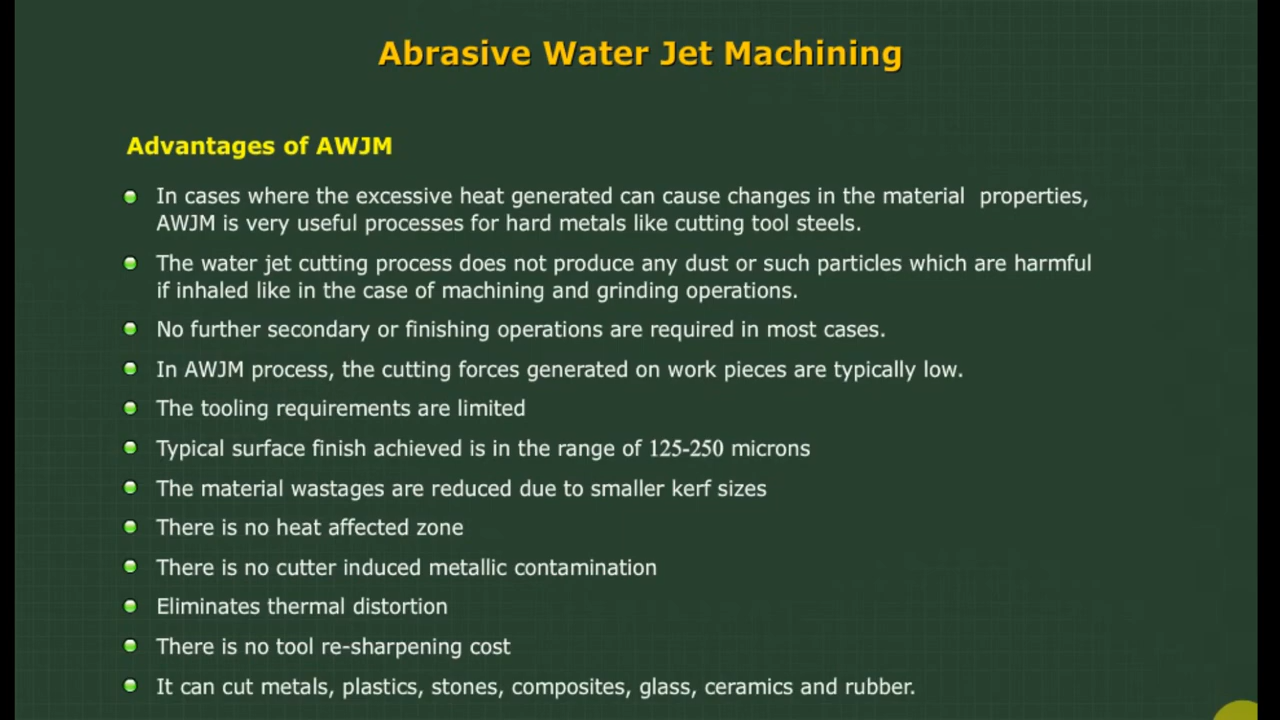 Abrasive Water Jet Machining
Advantages of AWJM
In cases where the excessive heat generated can cause changes in the material properties,
AWJM is very useful processes for hard metals like cutting tool steels.
The water jet cutting process does not produce any dust or such particles which are harmful
if inhaled like in the case of machining and grinding operations.
No further secondary or finishing operations are required in most cases.
In AWJM process, the cutting forces generated on work pieces are typically low.
The tooling requirements are limited
Typical surface finish achieved is in the range of 125-250 microns
The material wastages are reduced due to smaller kerf sizes
There is no heat affected zone
There is no cutter induced metallic contamination
Eliminates thermal distortion
There is no tool re-sharpening cost
It can cut metals, plastics, stones, composites, glass, ceramics and rubber.